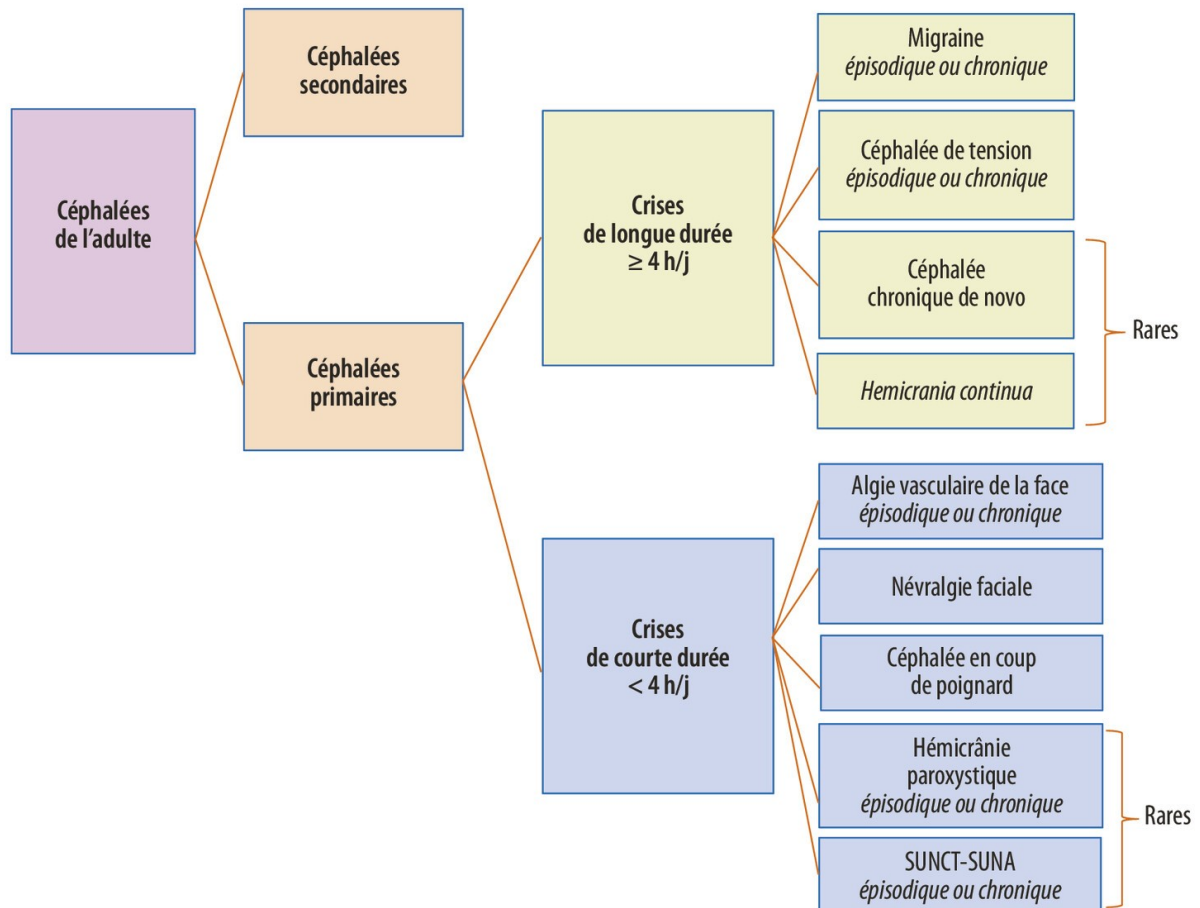 Céphalées
de l'adulte
Céphalées
secondaires
Céphalées
primaires
Crises
de longue durée
≥ 4 h/j
Migraine
épisodique ou chronique
Céphalée de tension
épisodique ou chronique
Céphalée
chronique de novo
Hemicrania continua
Rares
Crises
de courte durée
< 4 h/j
Algie vasculaire de la face
épisodique ou chronique
Névralgie faciale
Céphalée en coup
de poignard
Hémicrânie
paroxystique
épisodique ou chronique
SUNCT-SUNA
épisodique ou chronique
Rares